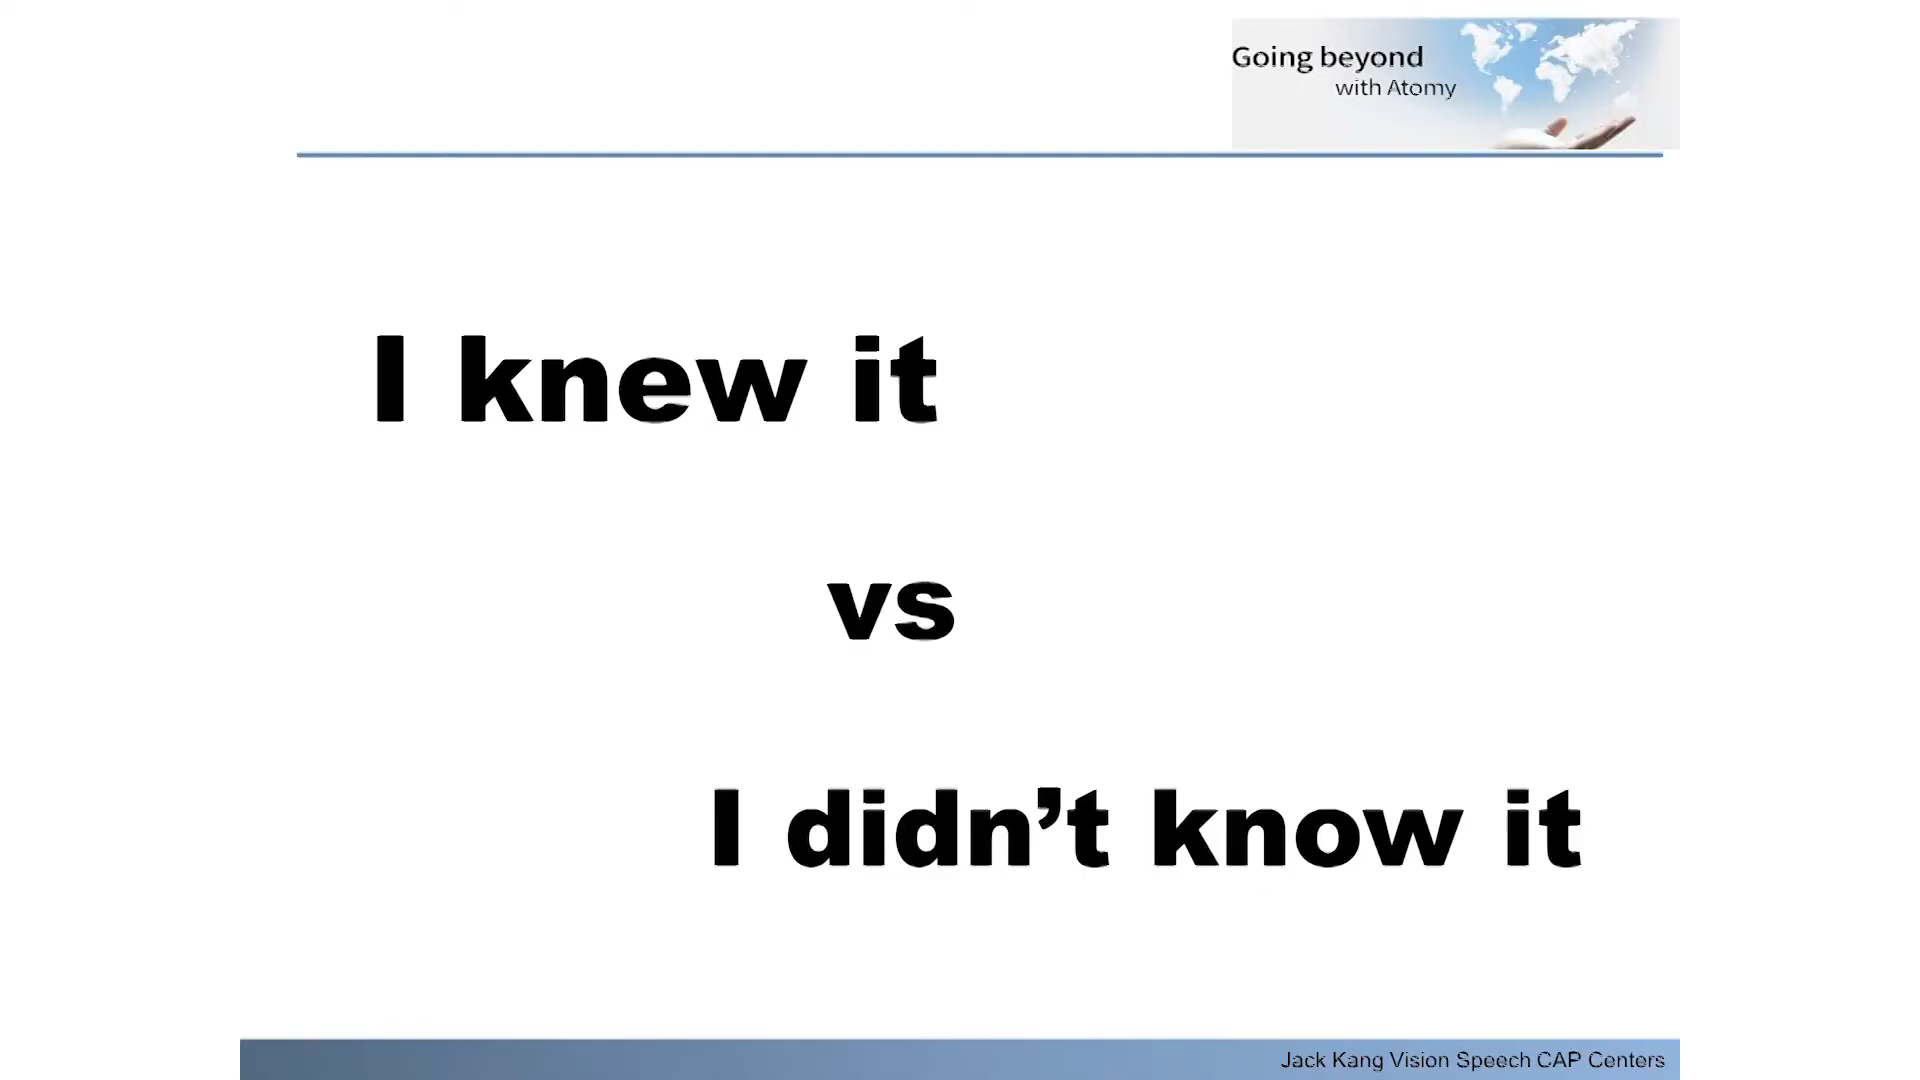 Going beyond
with Atomy
I knew it
vs
I didn’t know it
Jack Kang Vision Speech CAP Centers